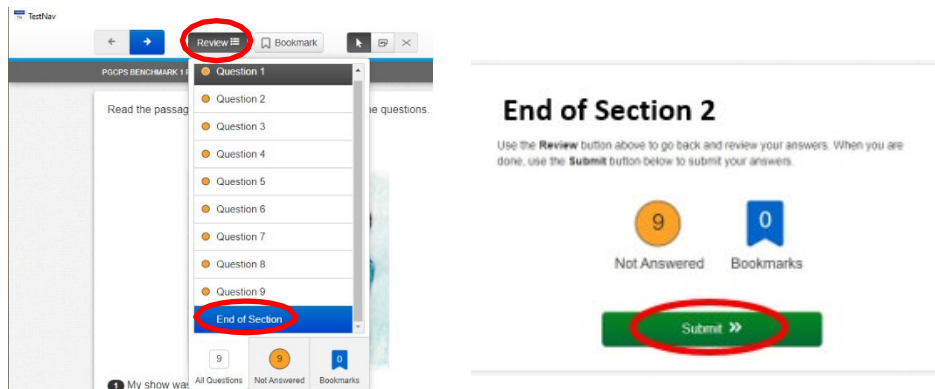 TestNav
Review
Bookmark
PGCPS BENCHMARK 1
Question 1
Read the passag
e questions.
Question 2
Question 3
Question 4
Question 5
Question 6
Question 7
Question 8
Question 9
End of Section
9
9
0
All Questions
Not Answered
Bookmarks
1 My show was
End of Section 2
Use the Review button above to go back and review your answers. When you are
done, use the Submit button below to submit your answers.
9
0
Not Answered
Bookmarks
Submit »